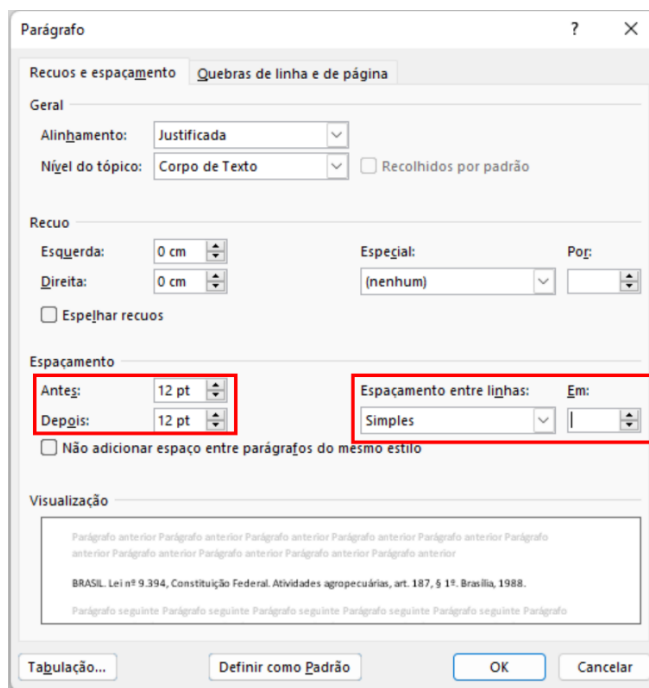 Parágrafo ? ×
Recuos e espaçamento Quebras de linha e de página
Geral
Alinhamento: Justificada
Nível do tópico: Corpo de Texto Recolhidos por padrão
Recuo
Esquerda: 0 cm Especial: Por:
Direita: 0 cm (nenhum)
Espelhar recuos
Espaçamento
Antes: 12 pt Espaçamento entre linhas: Em:
Depois: 12 pt Simples
Não adicionar espaço entre parágrafos do mesmo estilo
Visualização
Parágrafo anterior Parágrafo anterior Parágrafo anterior Parágrafo anterior Parágrafo anterior Parágrafo
anterior Parágrafo anterior Parágrafo anterior Parágrafo anterior Parágrafo anterior
BRASIL. Lei nº 9.394, Constituição Federal. Atividades agropecuárias, art. 187, § 1º. Brasília, 1988.
Parágrafo seguinte Parágrafo seguinte Parágrafo seguinte Parágrafo seguinte Parágrafo seguinte Parágrafo
Tabulação... Definir como Padrão OK Cancelar